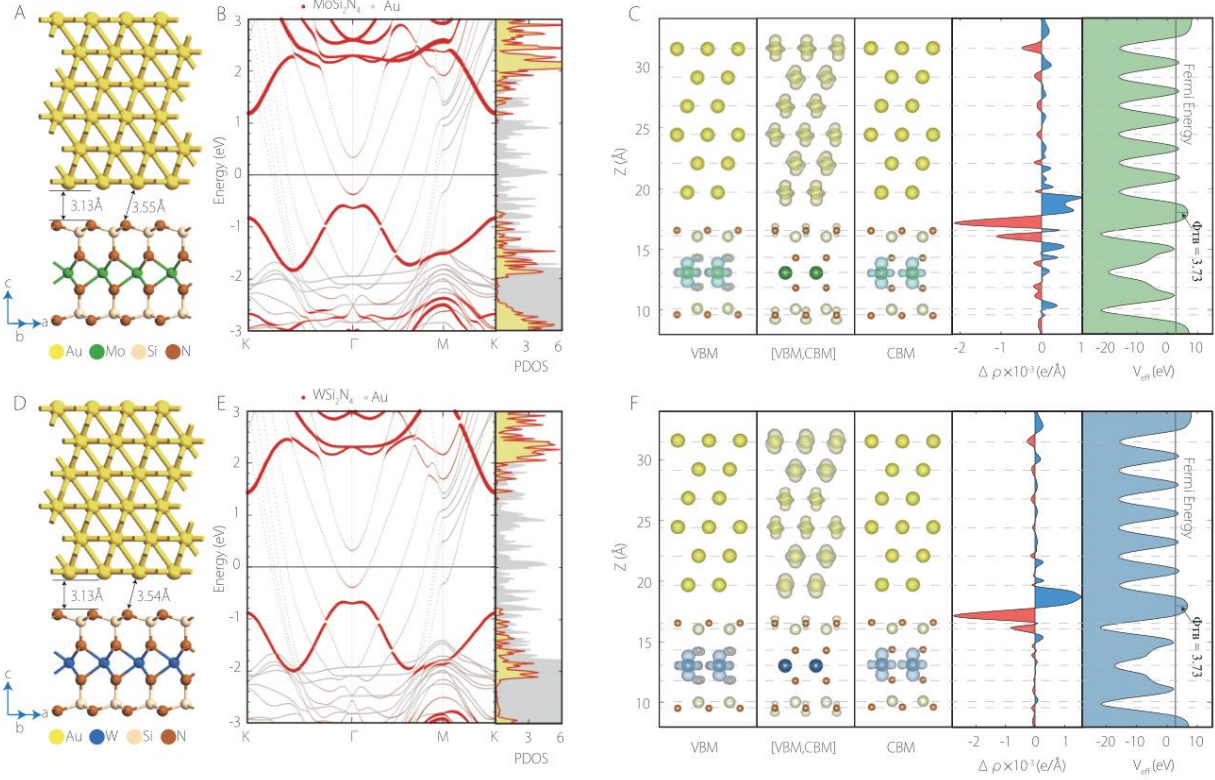 A
3.13Å
3.55Å
c
a
b
Au Mo Si N
B
MoSi2N4 Au
Energy (eV)
3
2
1
0
-1
-2
-3
K Γ M K 3 6
PDOS
C
Z (Å)
30
25
20
15
10
VBM [VBM,CBM] CBM
-2 -1 0 1
Δ ρ×10-3 (e/Å)
Fermi Energy
ΦTB = 3.73
-20 -10 0 10
Veff (eV)
D
3.13Å
3.54Å
c
a
b
Au W Si N
E
WSi2N4 Au
Energy (eV)
3
2
1
0
-1
-2
-3
K Γ M K 3 6
PDOS
F
Z (Å)
30
25
20
15
10
VBM [VBM,CBM] CBM
-2 -1 0 1
Δ ρ×10-3 (e/Å)
Fermi Energy
ΦTB = 3.73
-20 -10 0 10
Veff (eV)